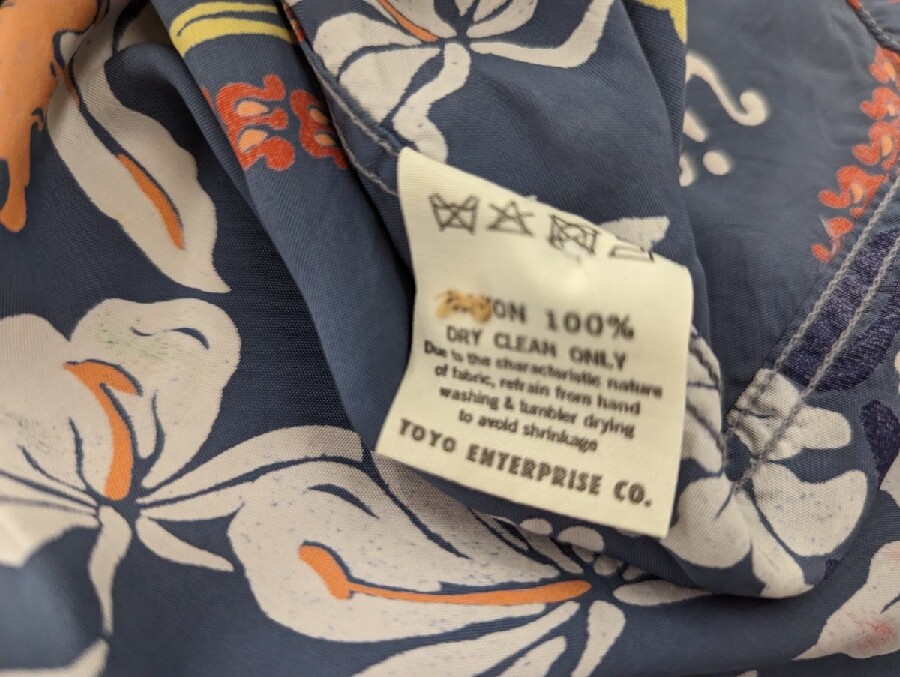 ON 100%
DRY CLEAN ONLY
Due to the characteristic nature
of fabric, refrain from hand
washing & tumbler drying
to avoid shrinkage
TOYO ENTERPRISE CO.